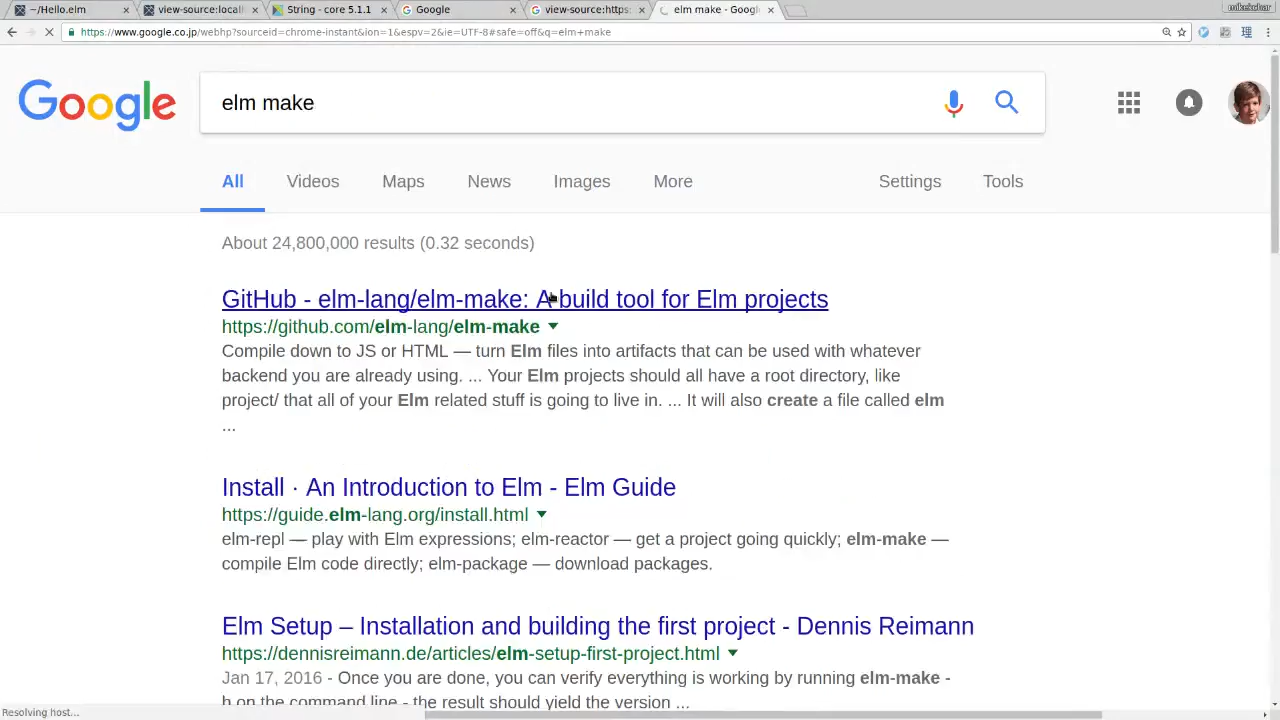 ~/Hello.elm
view-source:local
String - core 5.1.1
Google
view-source:https:
elm make - Googl
https://www.google.co.jp/webhp?sourceid=chrome-instant&ion=1&espv=2&ie=UTF-8#safe=off&q=elm+make
Google
elm make
All
Videos
Maps
News
Images
More
Settings
Tools
About 24,800,000 results (0.32 seconds)
GitHub - elm-lang/elm-make: A build tool for Elm projects
https://github.com/elm-lang/elm-make
Compile down to JS or HTML — turn Elm files into artifacts that can be used with whatever
backend you are already using. ... Your Elm projects should all have a root directory, like
project/ that all of your Elm related stuff is going to live in. ... It will also create a file called elm
...
Install · An Introduction to Elm - Elm Guide
https://guide.elm-lang.org/install.html
elm-repl — play with Elm expressions; elm-reactor — get a project going quickly; elm-make —
compile Elm code directly; elm-package — download packages.
Elm Setup – Installation and building the first project - Dennis Reimann
https://dennisreimann.de/articles/elm-setup-first-project.html
Jan 17, 2016 - Once you are done, you can verify everything is working by running elm-make -
h on the command line - the result should yield the version ...
Resolving host...